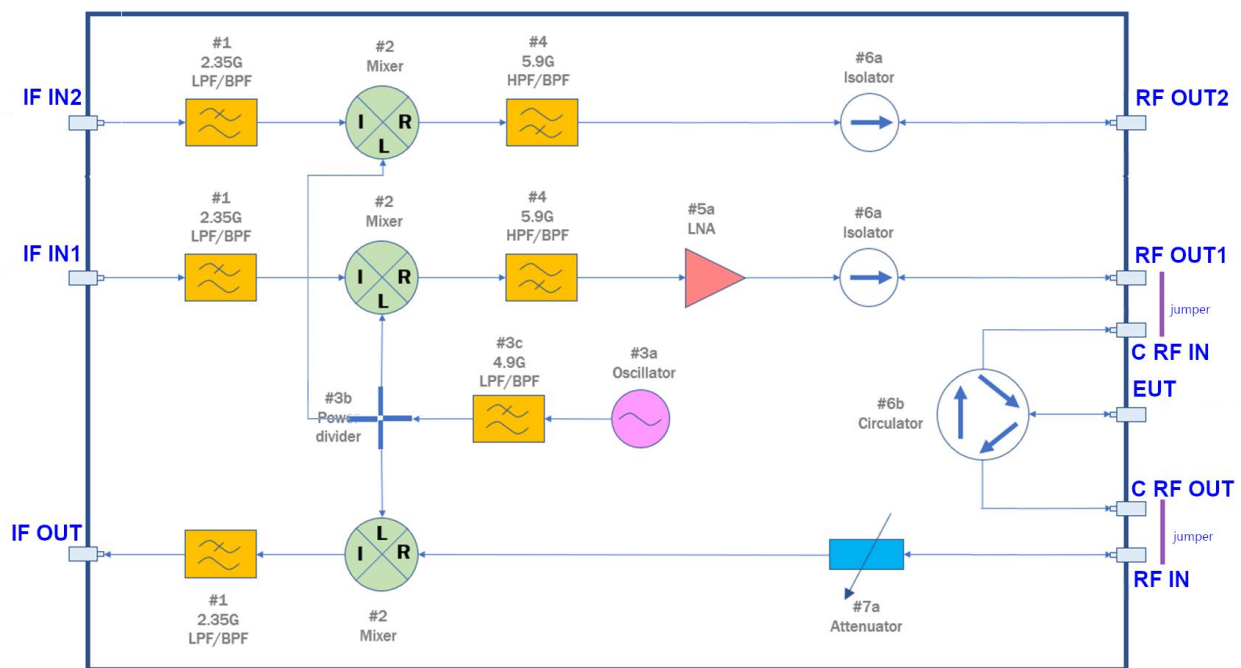 #1
2.35G
LPF/BPF
#2
Mixer
#4
5.9G
HPF/BPF
#6a
Isolator
IF IN2
I
R
L
RF OUT2
#1
2.35G
LPF/BPF
#2
Mixer
#4
5.9G
HPF/BPF
#5a
LNA
#6a
Isolator
IF IN1
I
R
L
RF OUT1
jumper
C RF IN
#3c
4.9G
LPF/BPF
#3a
Oscillator
#3b
Power
divider
#6b
Circulator
EUT
C RF OUT
jumper
IF OUT
L
I
R
RF IN
#1
2.35G
LPF/BPF
#2
Mixer
#7a
Attenuator